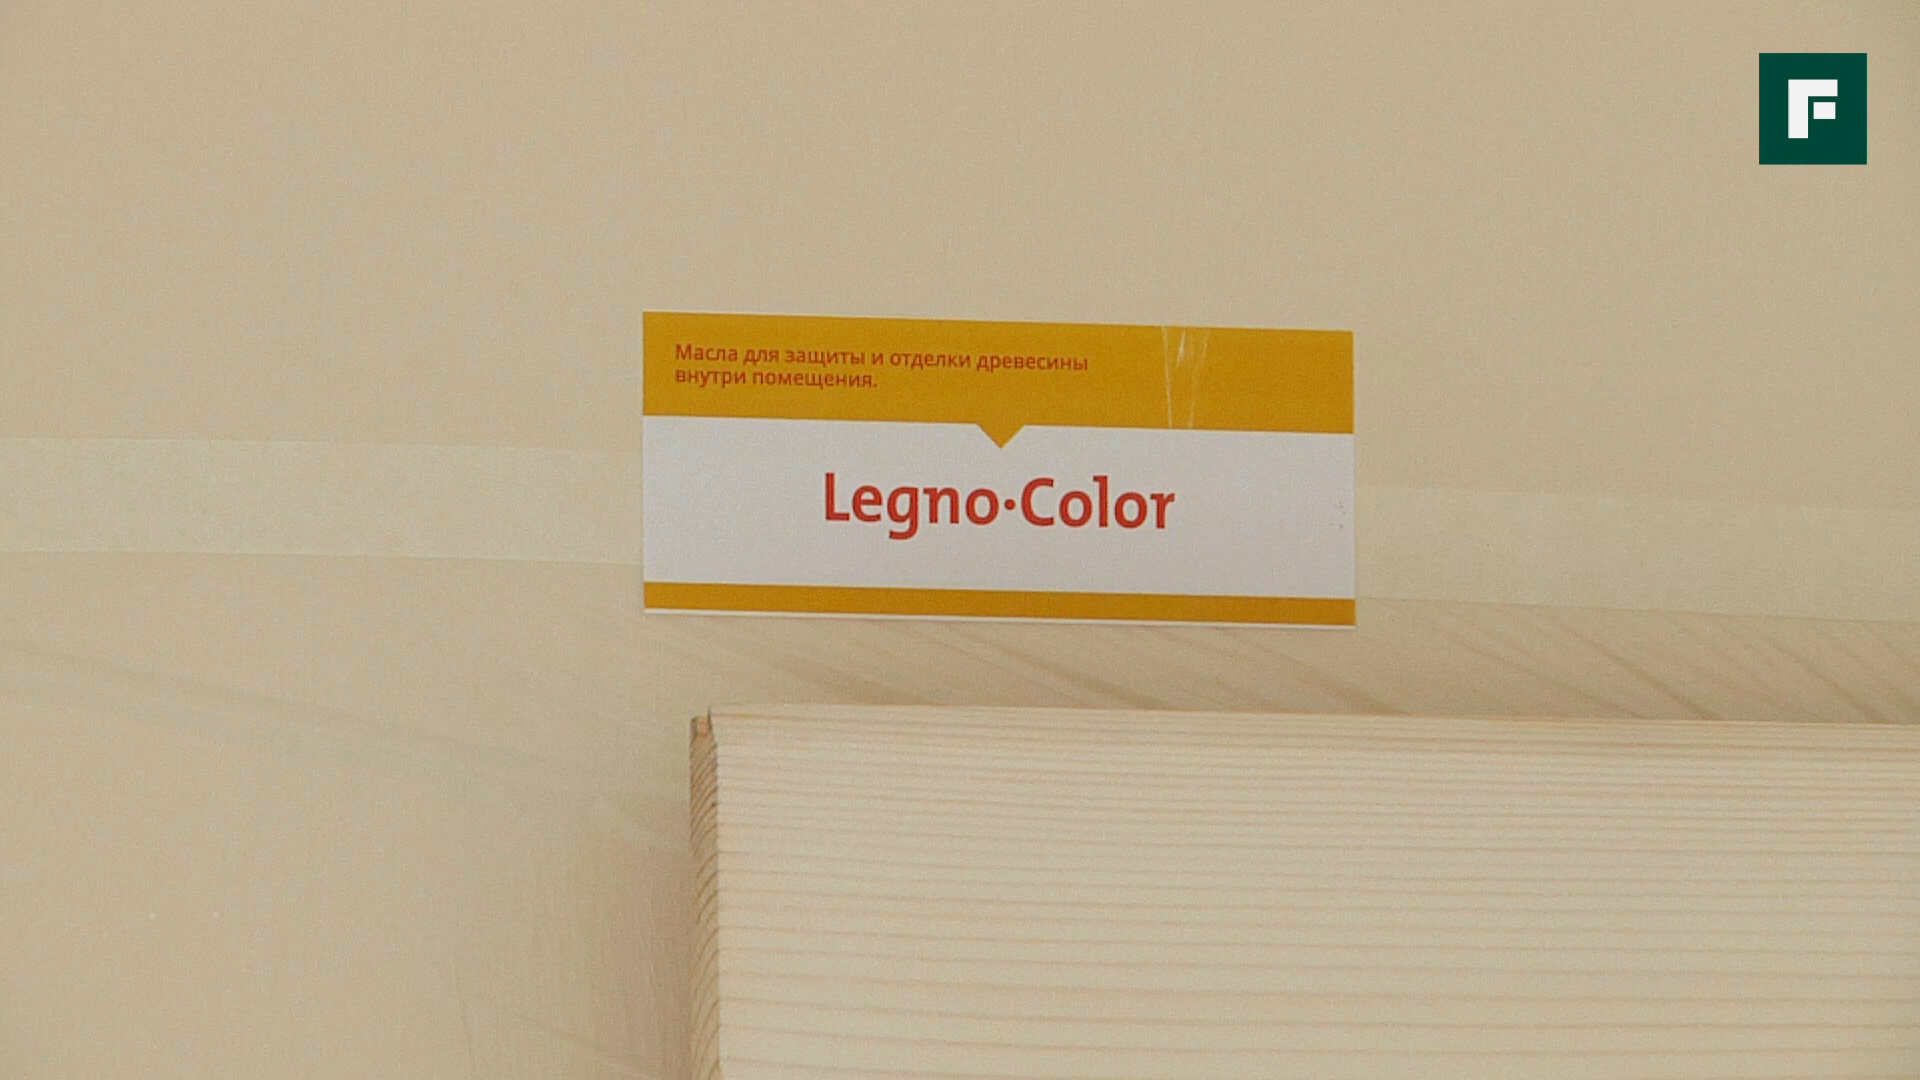 F
Масла для защиты и отделки древесины
внутри помещения.
Legno·Color